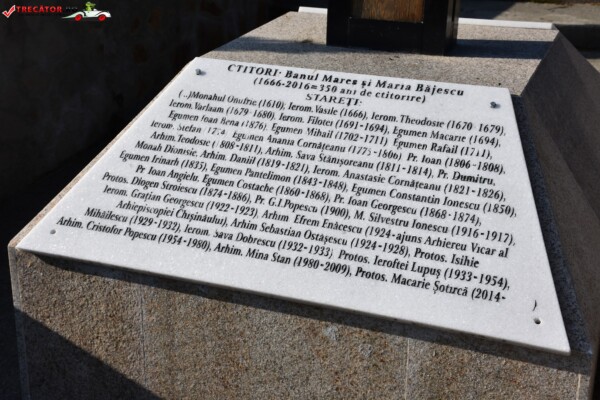 TRECĂTOR
CTITORI: Banul Mares și Maria Băjescu
(1666-2016=350 ani de ctitorire)
STAREȚI:
(..)Monahul Onufrie (1610), Ierom. Vasile (1666), Ierom. Theodosie (1670-1679),
Ierom. Varlaam (1679-1680), Ierom. Filotei (1691-1694), Egumen Macarie (1694),
Egumen Ioan Bena (1876), Egumen Mihail (1702-1711), Egumen Rafail (1711),
Ierom. Stefan Egumen Anania Cornățeanu (1775-1806), Pr. Ioan (1806-1808),
Arhim. Teodosie (1808-1811), Arhim. Sava Stănișoreanu (1811-1814), Pr. Dumitru,
Monah Dionisie, Arhim. Daniil (1819-1821), Ierom. Anastasie Cornățeanu (1821-1826),
Egumen Irinarh (1835), Egumen Pantelimon (1843-1848), Egumen Constantin Ionescu (1850),
Pr Ioan Angelu, Egumen Costache (1860-1868), Pr. Ioan Georgescu (1868-1874),
Protos. Diogen Stroiescu (1874-1886), Pr. G.I.Popescu (1900), M. Silvestru Ionescu (1916-1917),
Ierom. Grațian Georgescu (1922-1923), Arhim Efrem Enăcescu (1924-ajuns Arhiereu Vicar al
Arhiepiscopiei Chișinăului), Arhim Sebastian Ostășescu (1924-1928), Protos. Isihie
Mihăilescu (1929-1932), Ierom. Sava Dobrescu (1932-1933), Protos. Ieroftei Lupuș (1933-1954),
Arhim. Cristofor Popescu (1954-1980), Arhim. Mina Stan (1980-2009), Protos. Macarie Șotircă (2014-
)